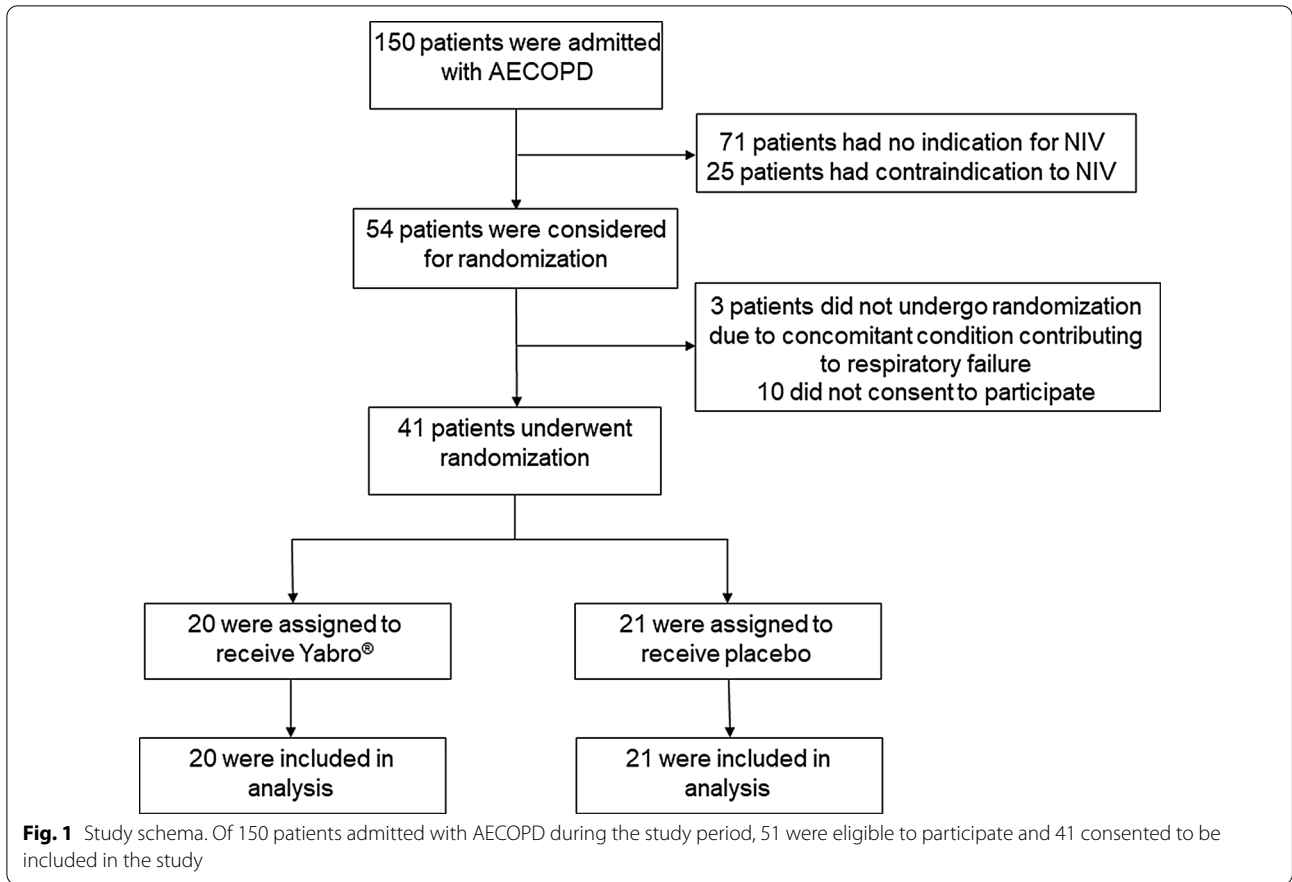 150 patients were admitted
with AECOPD
71 patients had no indication for NIV
25 patients had contraindication to NIV
54 patients were considered
for randomization
3 patients did not undergo randomization
due to concomitant condition contributing
to respiratory failure
10 did not consent to participate
41 patients underwent
randomization
20 were assigned to
receive Yabro®
21 were assigned to
receive placebo
20 were included in
analysis
21 were included in
analysis
Fig. 1 Study schema. Of 150 patients admitted with AECOPD during the study period, 51 were eligible to participate and 41 consented to be
included in the study